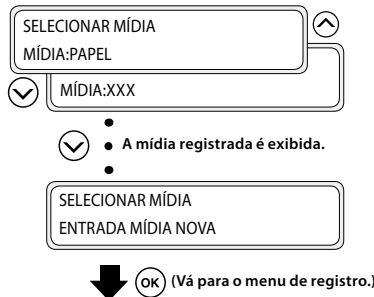 SELECIONAR MÍDIA
MÍDIA:PAPEL
MÍDIA:XXX
A mídia registrada é exibida.
SELECIONAR MÍDIA
ENTRADA MÍDIA NOVA
OK (Vá para o menu de registro.)